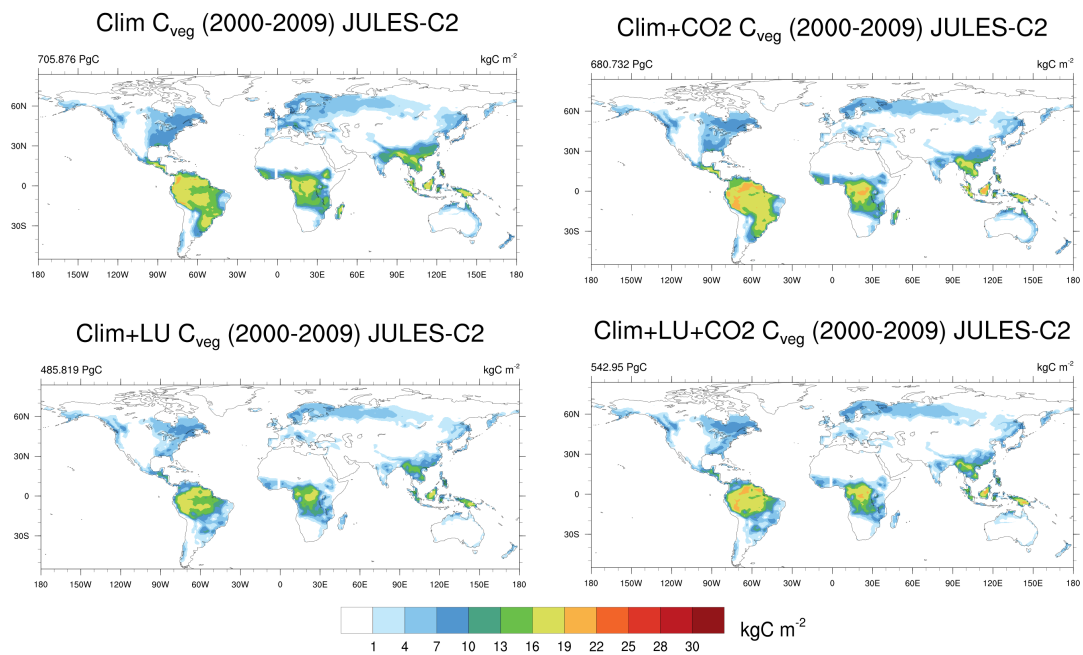 Clim Cveg (2000-2009) JULES-C2
705.876 PgC kgC m-2
60N
30N
0
30S
180 150W 120W 90W 60W 30W 0 30E 60E 90E 120E 150E 180
Clim+CO2 Cveg (2000-2009) JULES-C2
680.732 PgC kgC m-2
60N
30N
0
30S
180 150W 120W 90W 60W 30W 0 30E 60E 90E 120E 150E 180
Clim+LU Cveg (2000-2009) JULES-C2
485.819 PgC kgC m-2
60N
30N
0
30S
180 150W 120W 90W 60W 30W 0 30E 60E 90E 120E 150E 180
Clim+LU+CO2 Cveg (2000-2009) JULES-C2
542.95 PgC kgC m-2
60N
30N
0
30S
180 150W 120W 90W 60W 30W 0 30E 60E 90E 120E 150E 180
1 4 7 10 13 16 19 22 25 28 30
kgC m-2